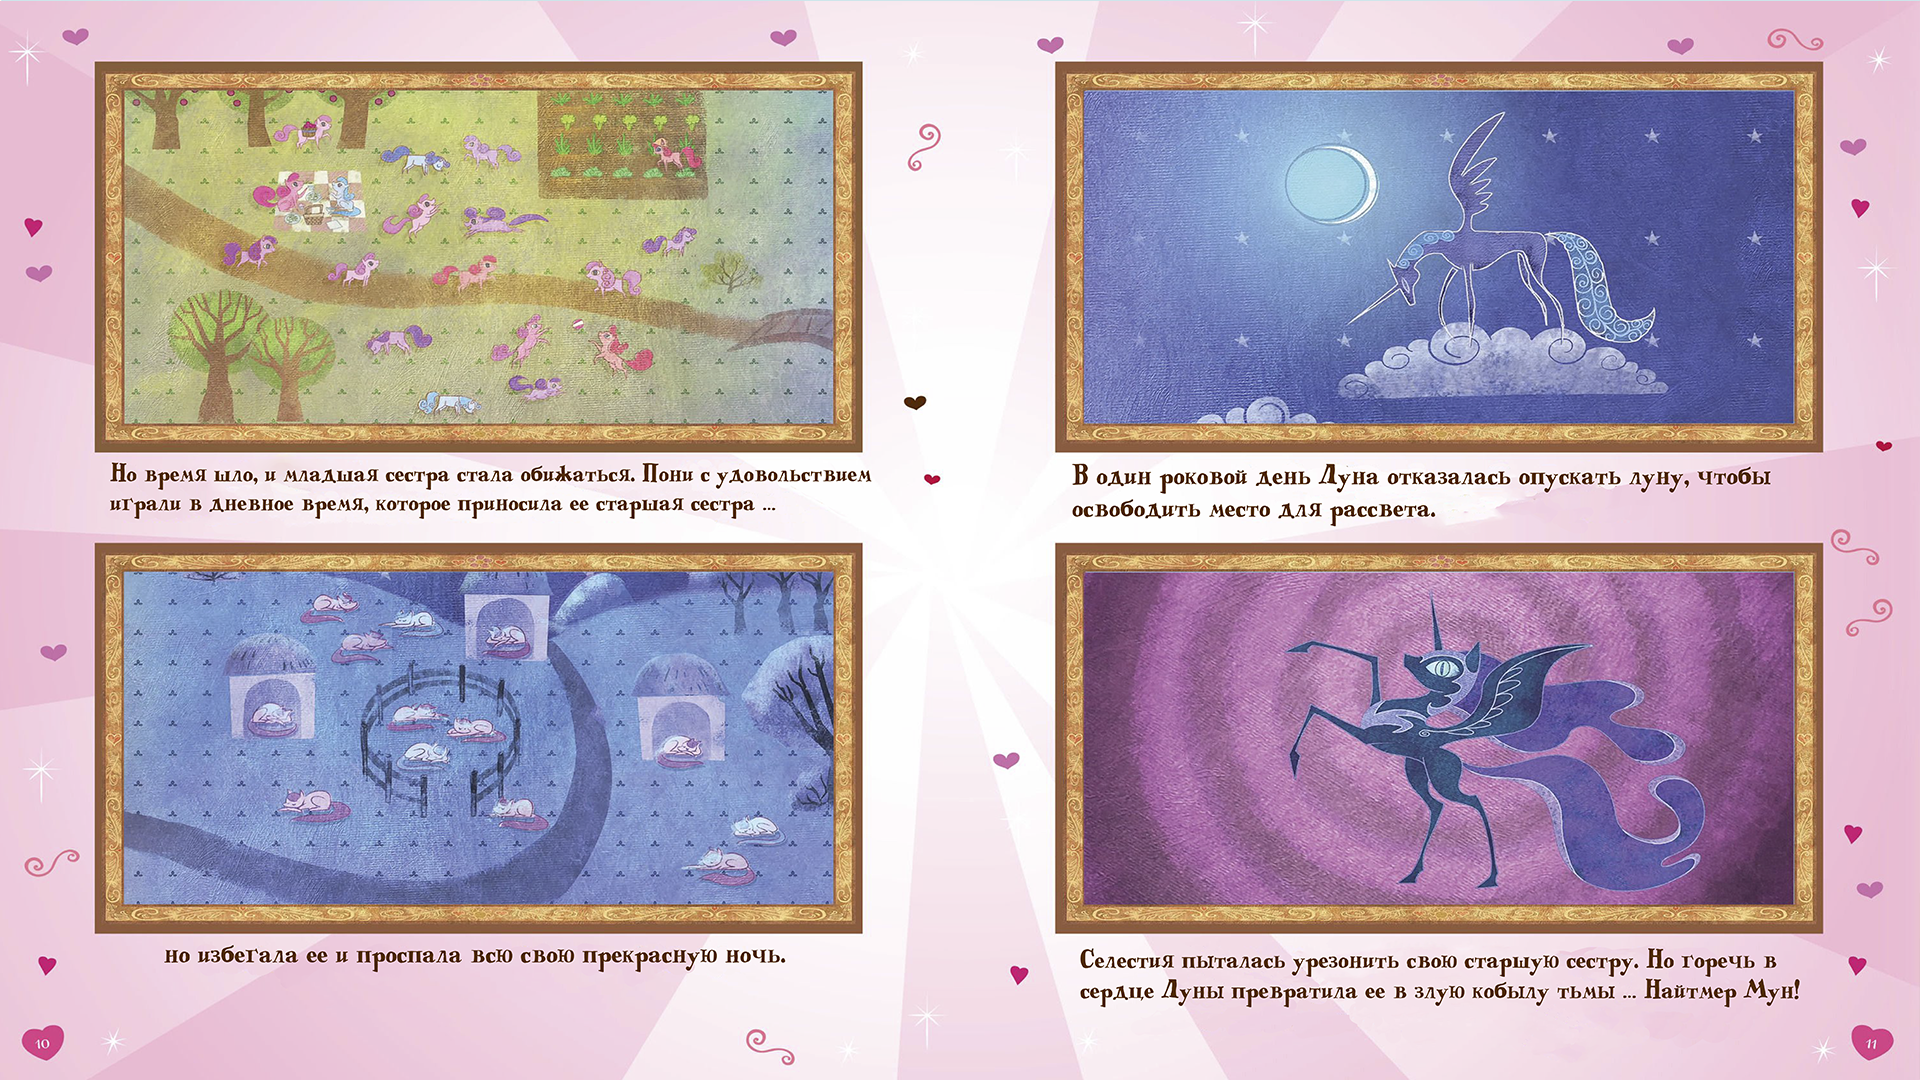 Но время шло, и младшая сестра стала обижаться. Пони с удовольствием
играли в дневное время, которое приносила ее старшая сестра ...
но избегала ее и проспала всю свою прекрасную ночь.
10
В один роковой день Луна отказалась опускать луну, чтобы
освободить место для рассвета.
Селестия пыталась урезонить свою старшую сестру. Но горечь в
сердце Луны превратила ее в злую кобылу тьмы ... Найтмер Мун!
11